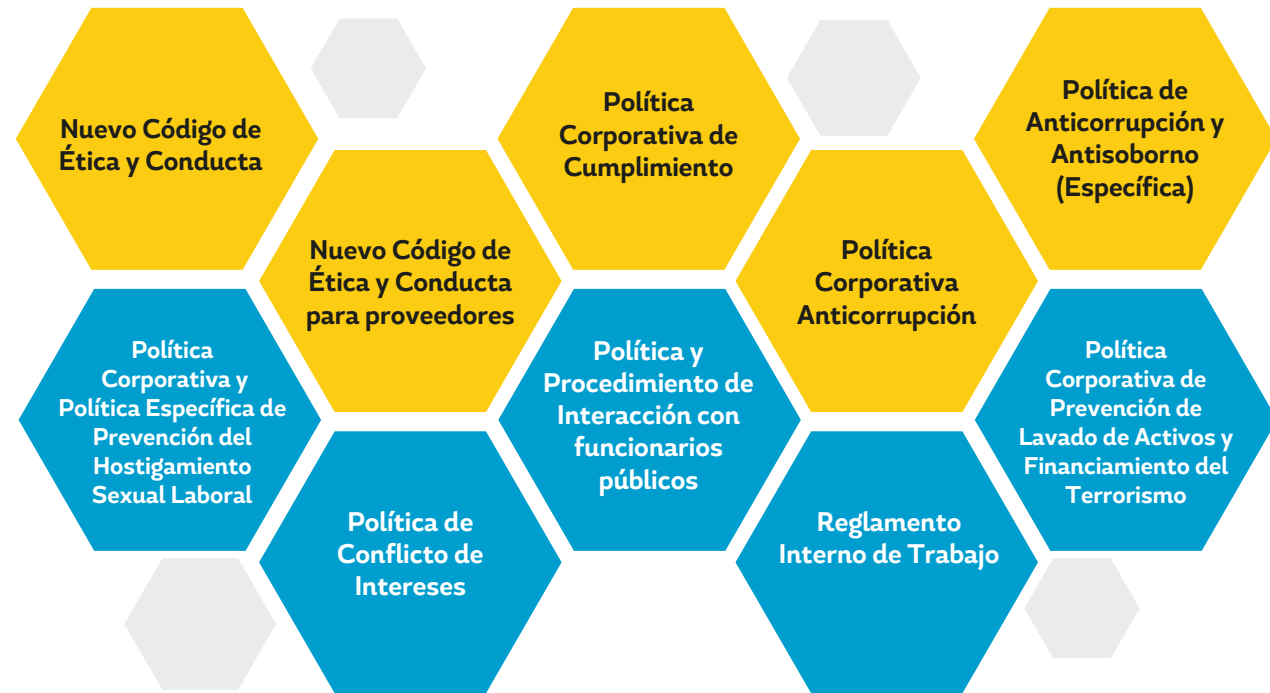 Nuevo Código de
Ética y Conducta
Nuevo Código de
Ética y Conducta
para proveedores
Política
Corporativa de
Cumplimiento
Política
Corporativa
Anticorrupción
Política de
Anticorrupción y
Antisoborno
(Específica)
Política
Corporativa y
Política Específica de
Prevención del
Hostigamiento
Sexual Laboral
Política de
Conflicto de
Intereses
Política y
Procedimiento de
Interacción con
funcionarios
públicos
Reglamento
Interno de Trabajo
Política
Corporativa de
Prevención de
Lavado de Activos y
Financiamiento del
Terrorismo